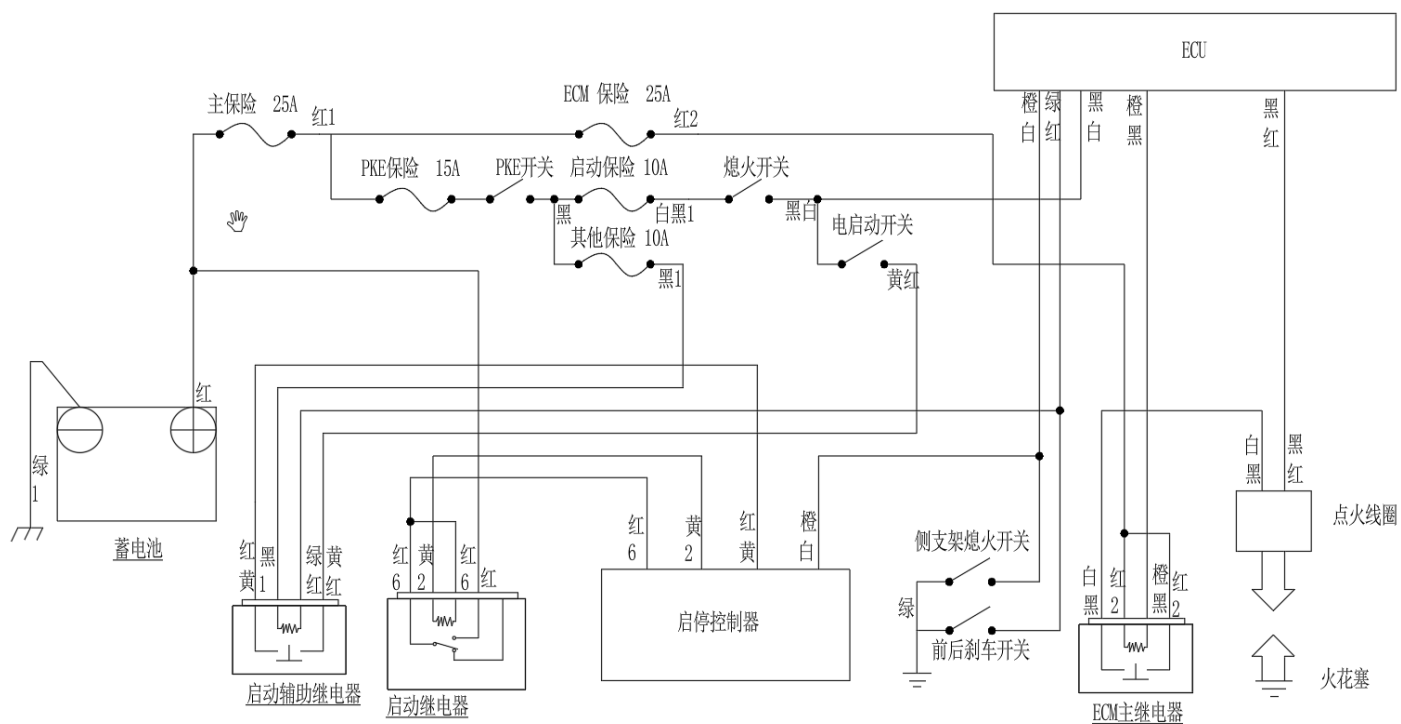 ECU
主保险 25A
红1
ECM 保险 25A
红2
橙白
绿红
黑白
橙黑
黑红
PKE保险 15A
PKE开关
启动保险 10A
熄火开关
黑
白黑1
黑白
其他保险 10A
黑1
电启动开关
黄红
红
绿1
蓄电池
白黑
黑红
点火线圈
火花塞
红黄
黑1
绿红
黄红
启动辅助继电器
红6
黄2
红6
红
启动继电器
红6
黄2
红黄
橙白
启停控制器
侧支架熄火开关
绿
前后刹车开关
白黑
红2
橙黑
红2
ECM主继电器